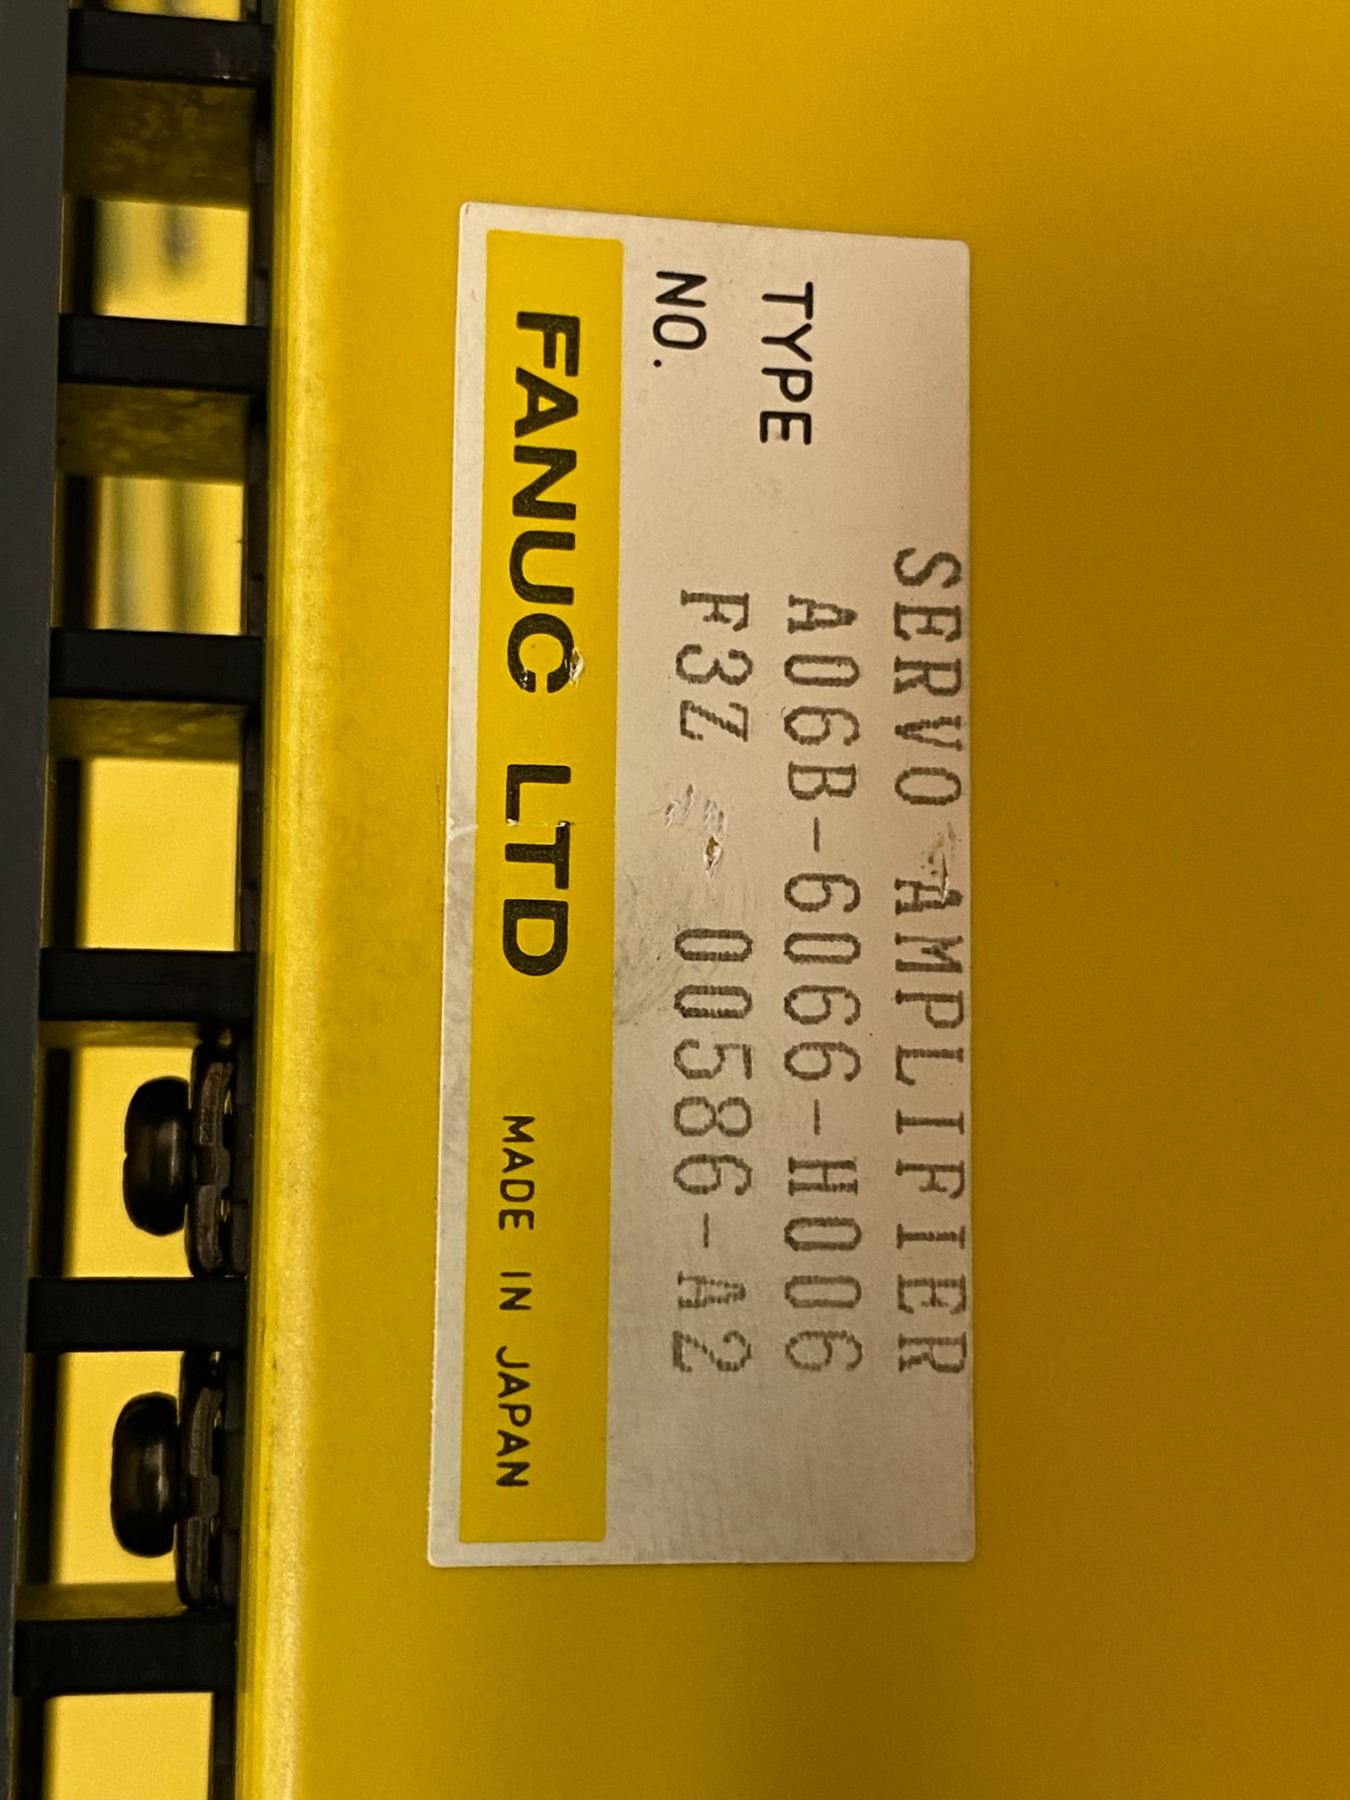 SERVO AMPLIFIER
TYPE A06B-6066-H006
NO. F3Z 00586-A2
FANUC LTD MADE IN JAPAN